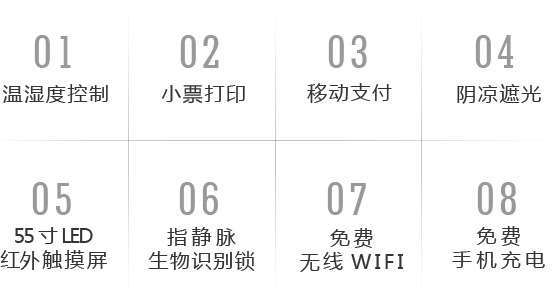 01 02 03 04
温湿度控制 小票打印 移动支付 阴凉遮光
05 06 07 08
55寸LED 指静脉 免费 免费
红外触摸屏 生物识别锁 无线 WIFI 手机充电